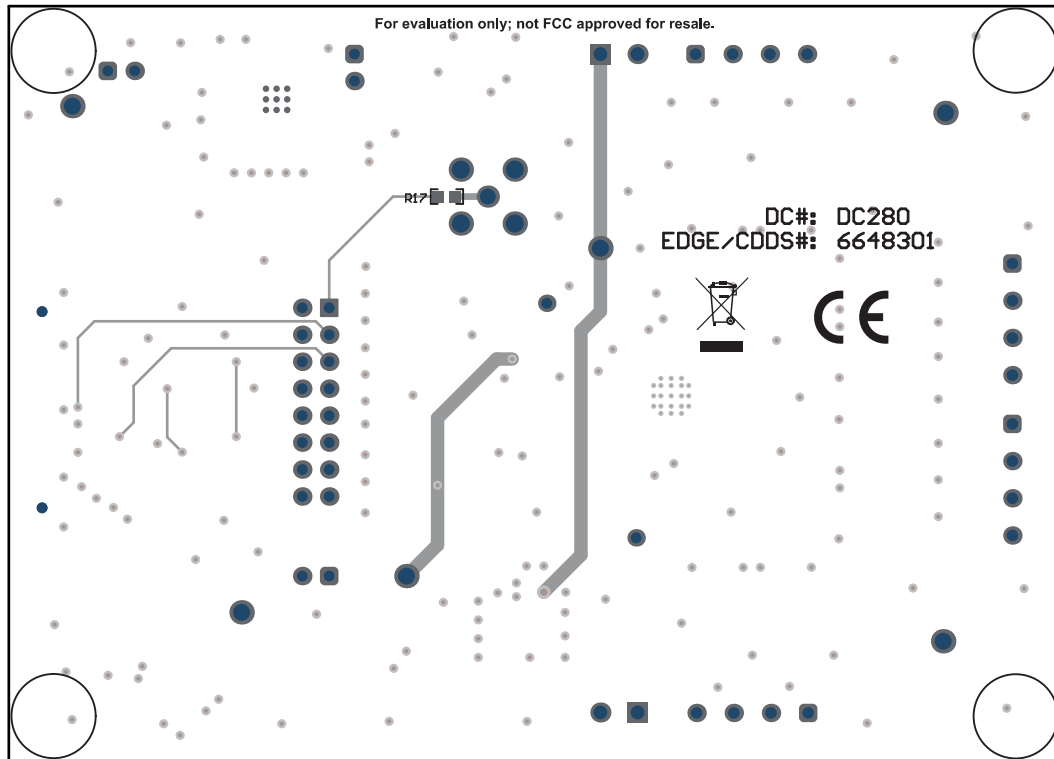 For evaluation only; not FCC approved for resale.
R17
DC#: DC280
EDGE/CDDS#: 6648301
CE